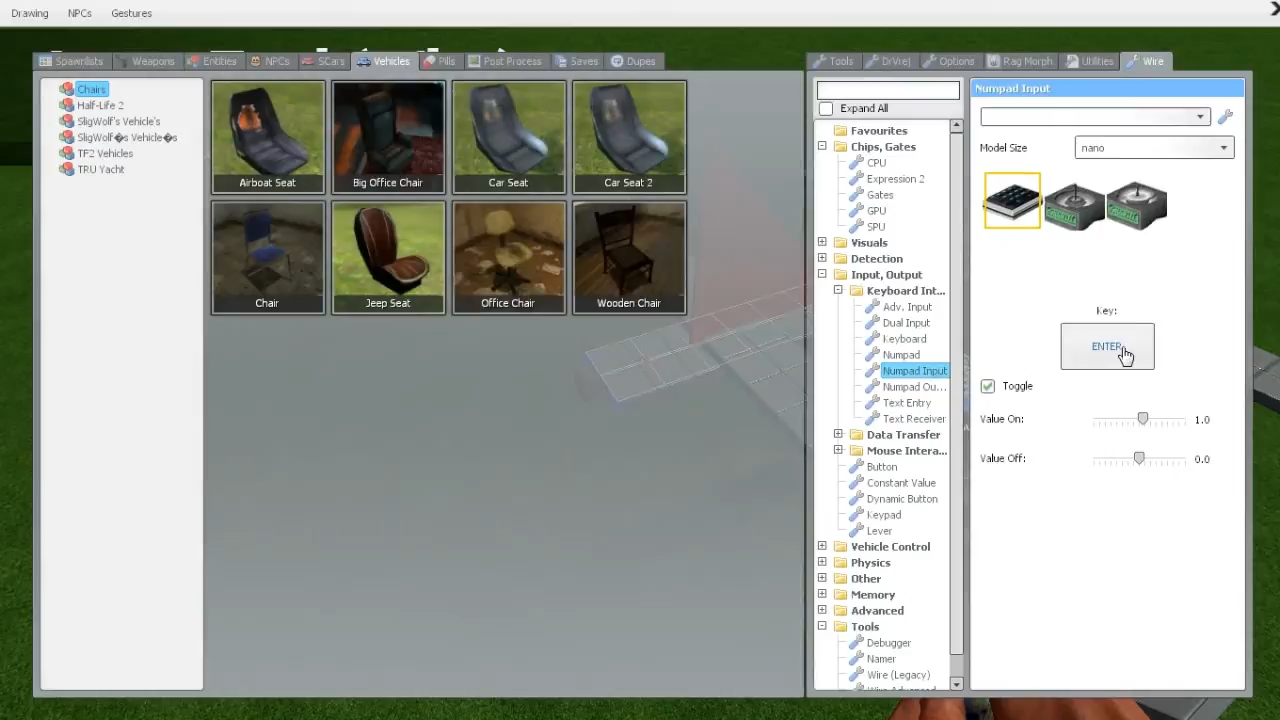 Drawing NPCs Gestures
Spawnlists Weapons Entities NPCs SCars Vehicles Pills Post Process Saves Dupes
Tools Options Rag Morph Utilities Wire
Chairs
Half-Life 2
SligWolf's Vehicle's
SligWolf�s Vehicle�s
TF2 Vehicles
TRU Yacht
Airboat Seat
Big Office Chair
Car Seat
Car Seat 2
Chair
Jeep Seat
Office Chair
Wooden Chair
Expand All
Favourites
Chips, Gates
CPU
Expression 2
Gates
GPU
SPU
Visuals
Detection
Input, Output
Keyboard Int...
Adv. Input
Dual Input
Keyboard
Numpad
Numpad Input
Numpad Ou...
Text Entry
Text Receiver
Data Transfer
Mouse Intera...
Button
Constant Value
Dynamic Button
Keypad
Lever
Vehicle Control
Physics
Other
Memory
Advanced
Tools
Debugger
Namer
Wire (Legacy)
Wire Advanced
Numpad Input
Model Size nano
Key:
ENTER
Toggle
Value On: 1.0
Value Off: 0.0